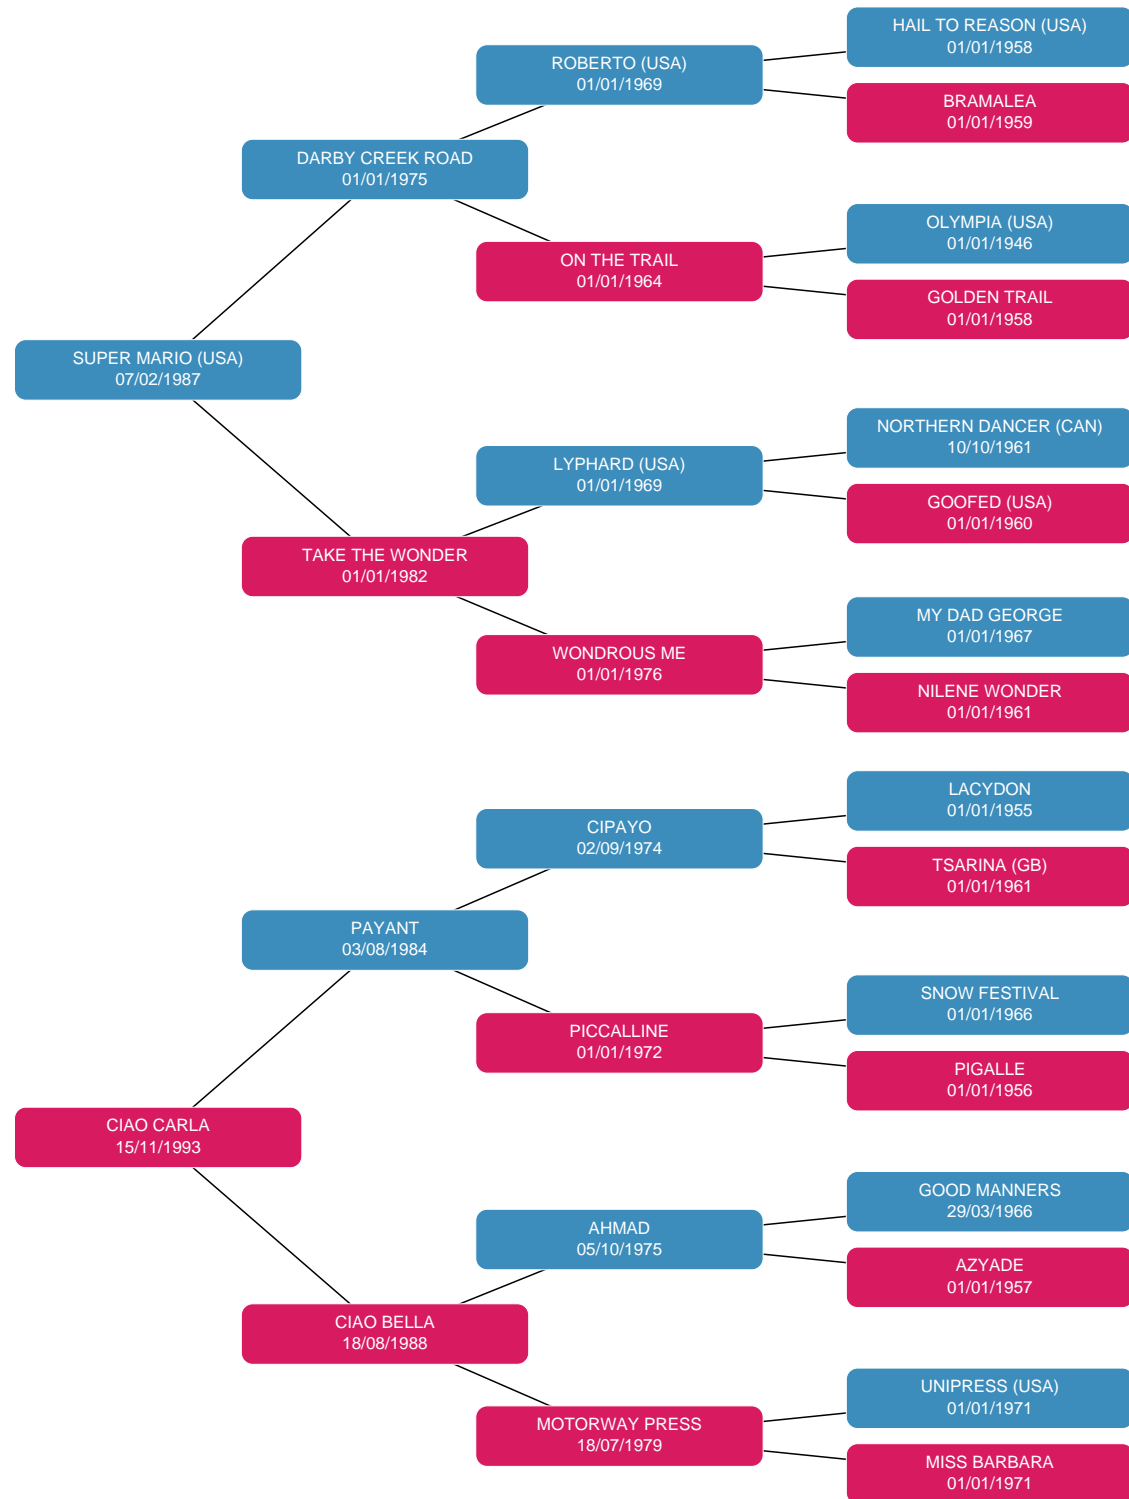 HAIL TO REASON (USA)
01/01/1958
ROBERTO (USA)
01/01/1969
BRAMALEA
01/01/1959
DARBY CREEK ROAD
01/01/1975
OLYMPIA (USA)
01/01/1946
ON THE TRAIL
01/01/1964
GOLDEN TRAIL
01/01/1958
SUPER MARIO (USA)
07/02/1987
NORTHERN DANCER (CAN)
10/10/1961
LYPHARD (USA)
01/01/1969
GOOFED (USA)
01/01/1960
TAKE THE WONDER
01/01/1982
MY DAD GEORGE
01/01/1967
WONDROUS ME
01/01/1976
NILENE WONDER
01/01/1961
LACYDON
01/01/1955
CIPAYO
02/09/1974
TSARINA (GB)
01/01/1961
PAYANT
03/08/1984
SNOW FESTIVAL
01/01/1966
PICCALLINE
01/01/1972
PIGALLE
01/01/1956
CIAO CARLA
15/11/1993
GOOD MANNERS
29/03/1966
AHMAD
05/10/1975
AZYADE
01/01/1957
CIAO BELLA
18/08/1988
UNIPRESS (USA)
01/01/1971
MOTORWAY PRESS
18/07/1979
MISS BARBARA
01/01/1971